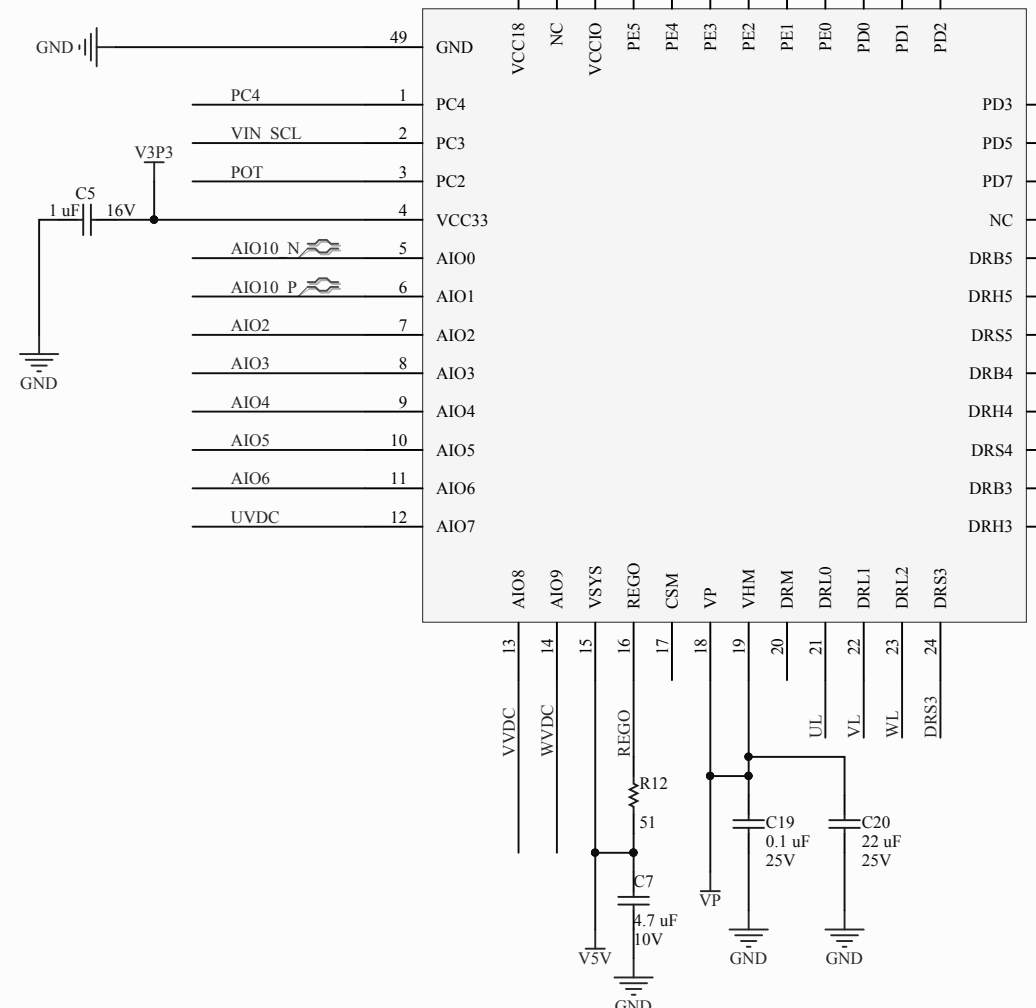 VCC18 NC VCCIO PE5 PE4 PE3 PE2 PE1 PE0 PD0 PD1 PD2
GND 49 GND
PC4 1 PC4 PD3
VIN_SCL 2 PC3 PD5
V3P3
POT 3 PC2 PD7
C5
1 uF 16V 4 VCC33 NC
AIO10_N 5 AIO0 DRB5
AIO10_P 6 AIO1 DRH5
AIO2 7 AIO2 DRS5
AIO3 8 AIO3 DRB4
GND
AIO4 9 AIO4 DRH4
AIO5 10 AIO5 DRS4
AIO6 11 AIO6 DRB3
UVDC 12 AIO7 DRH3
AIO8 AIO9 VSYS REGO CSM VP VHM DRM DRL0 DRL1 DRL2 DRS3
13 14 15 16 17 18 19 20 21 22 23 24
VVDC WVDC REGO UL VL WL DRS3
R12
51
C19
0.1 uF
25V
C20
22 uF
25V
C7
4.7 uF
10V
VP
V5V
GND
GND
GND